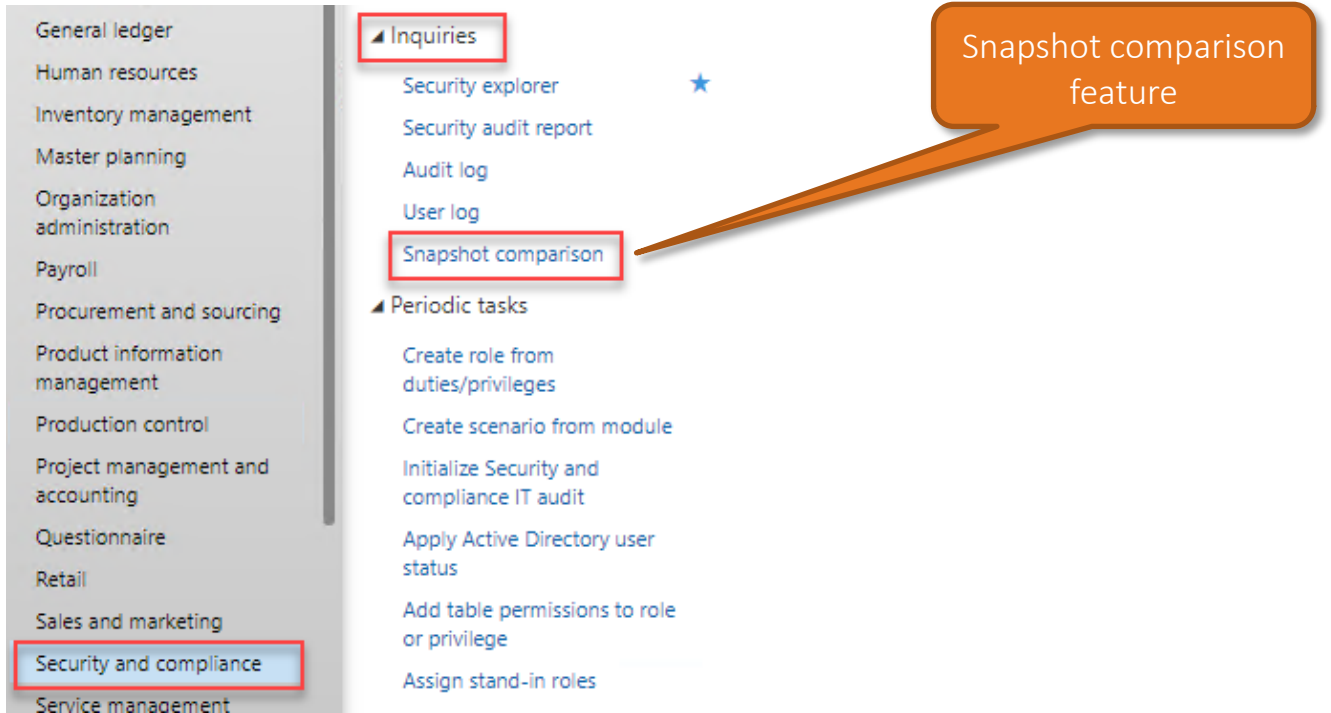 General ledger
Human resources
Inventory management
Master planning
Organization
administration
Payroll
Procurement and sourcing
Product information
management
Production control
Project management and
accounting
Questionnaire
Retail
Sales and marketing
Security and compliance
Service management
Inquiries
Security explorer
Security audit report
Audit log
User log
Snapshot comparison
Periodic tasks
Create role from
duties/privileges
Create scenario from module
Initialize Security and
compliance IT audit
Apply Active Directory user
status
Add table permissions to role
or privilege
Assign stand-in roles
Snapshot comparison
feature